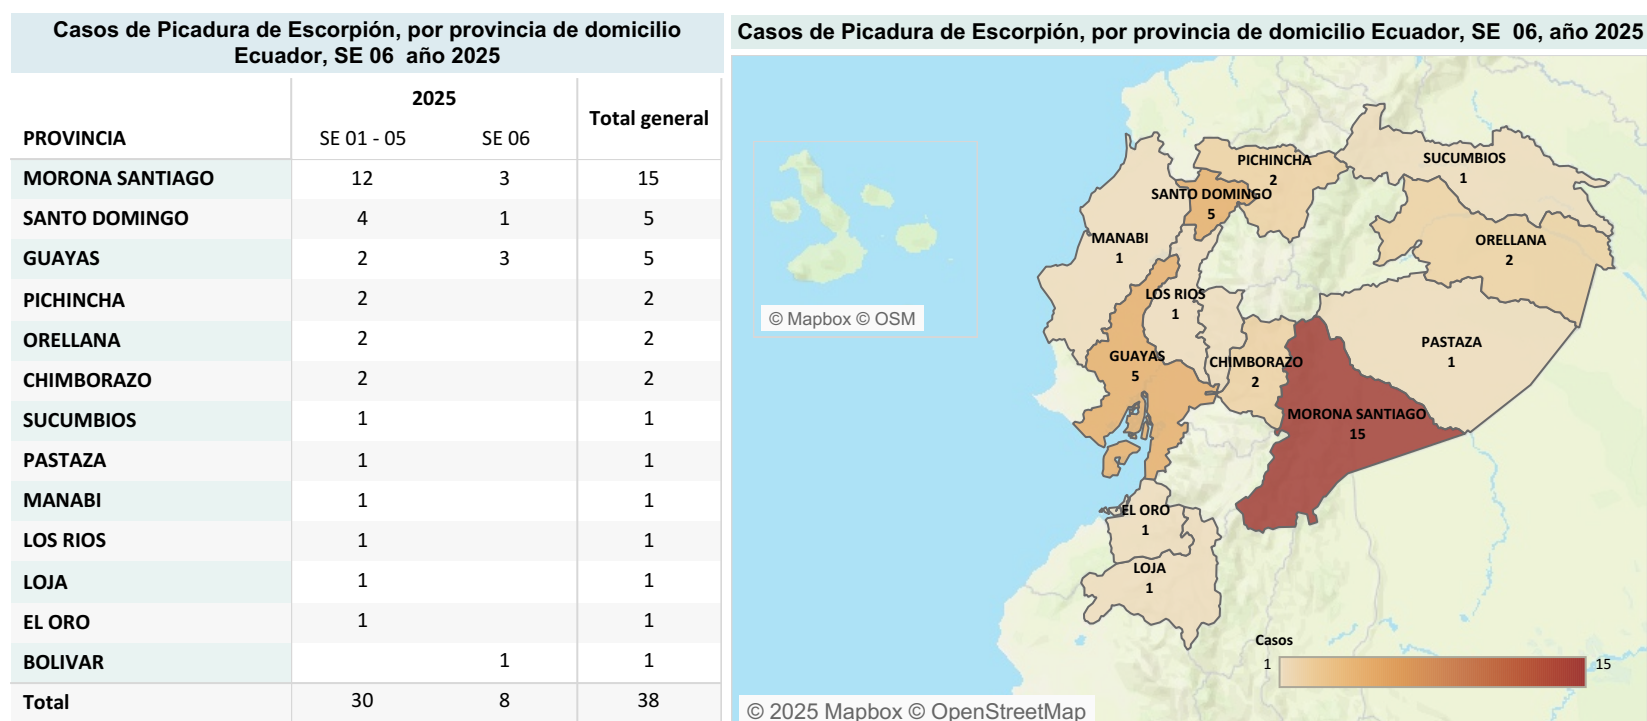 Casos de Picadura de Escorpión, por provincia de domicilio
Ecuador, SE 06 año 2025
2025
Total general
PROVINCIA SE 01 - 05 SE 06
MORONA SANTIAGO 12 3 15
SANTO DOMINGO 4 1 5
GUAYAS 2 3 5
PICHINCHA 2 2
ORELLANA 2 2
CHIMBORAZO 2 2
SUCUMBIOS 1 1
PASTAZA 1 1
MANABI 1 1
LOS RIOS 1 1
LOJA 1 1
EL ORO 1 1
BOLIVAR 1 1
Total 30 8 38
Casos de Picadura de Escorpión, por provincia de domicilio Ecuador, SE 06, año 2025
PICHINCHA
2
SUCUMBIOS
1
SANTO DOMINGO
5
MANABI
1
ORELLANA
2
LOS RIOS
1
© Mapbox © OSM
PASTAZA
1
GUAYAS
5
CHIMBORAZO
2
MORONA SANTIAGO
15
EL ORO
1
LOJA
1
Casos
1 15
© 2025 Mapbox © OpenStreetMap